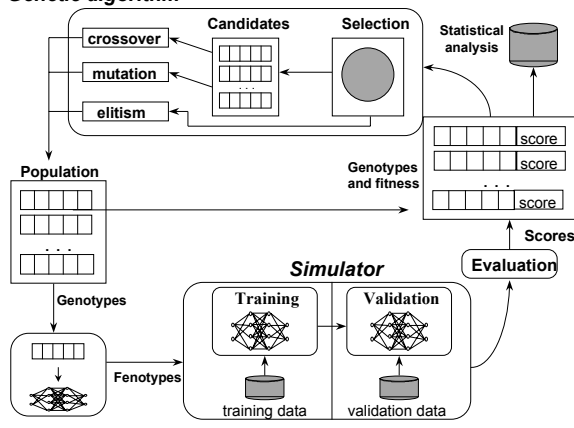 Genetic algorithm
Candidates
Selection
Statistical
analysis
crossover
mutation
elitism
. . .
score
score
. . .
score
Genotypes
and fitness
Population
. . .
Scores
Evaluation
Simulator
Training
Validation
Genotypes
Fenotypes
training data
validation data